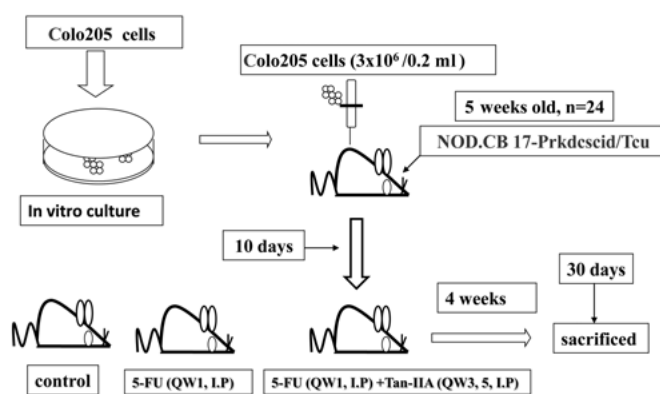 Colo205 cells
Colo205 cells (3x10⁶ /0.2 ml )
5 weeks old, n=24
NOD.CB 17-Prkdcscid/Tcu
In vitro culture
10 days
30 days
4 weeks
sacrificed
control
5-FU (QW1, I.P)
5-FU (QW1, I.P) +Tan-IIA (QW3, 5, I.P)